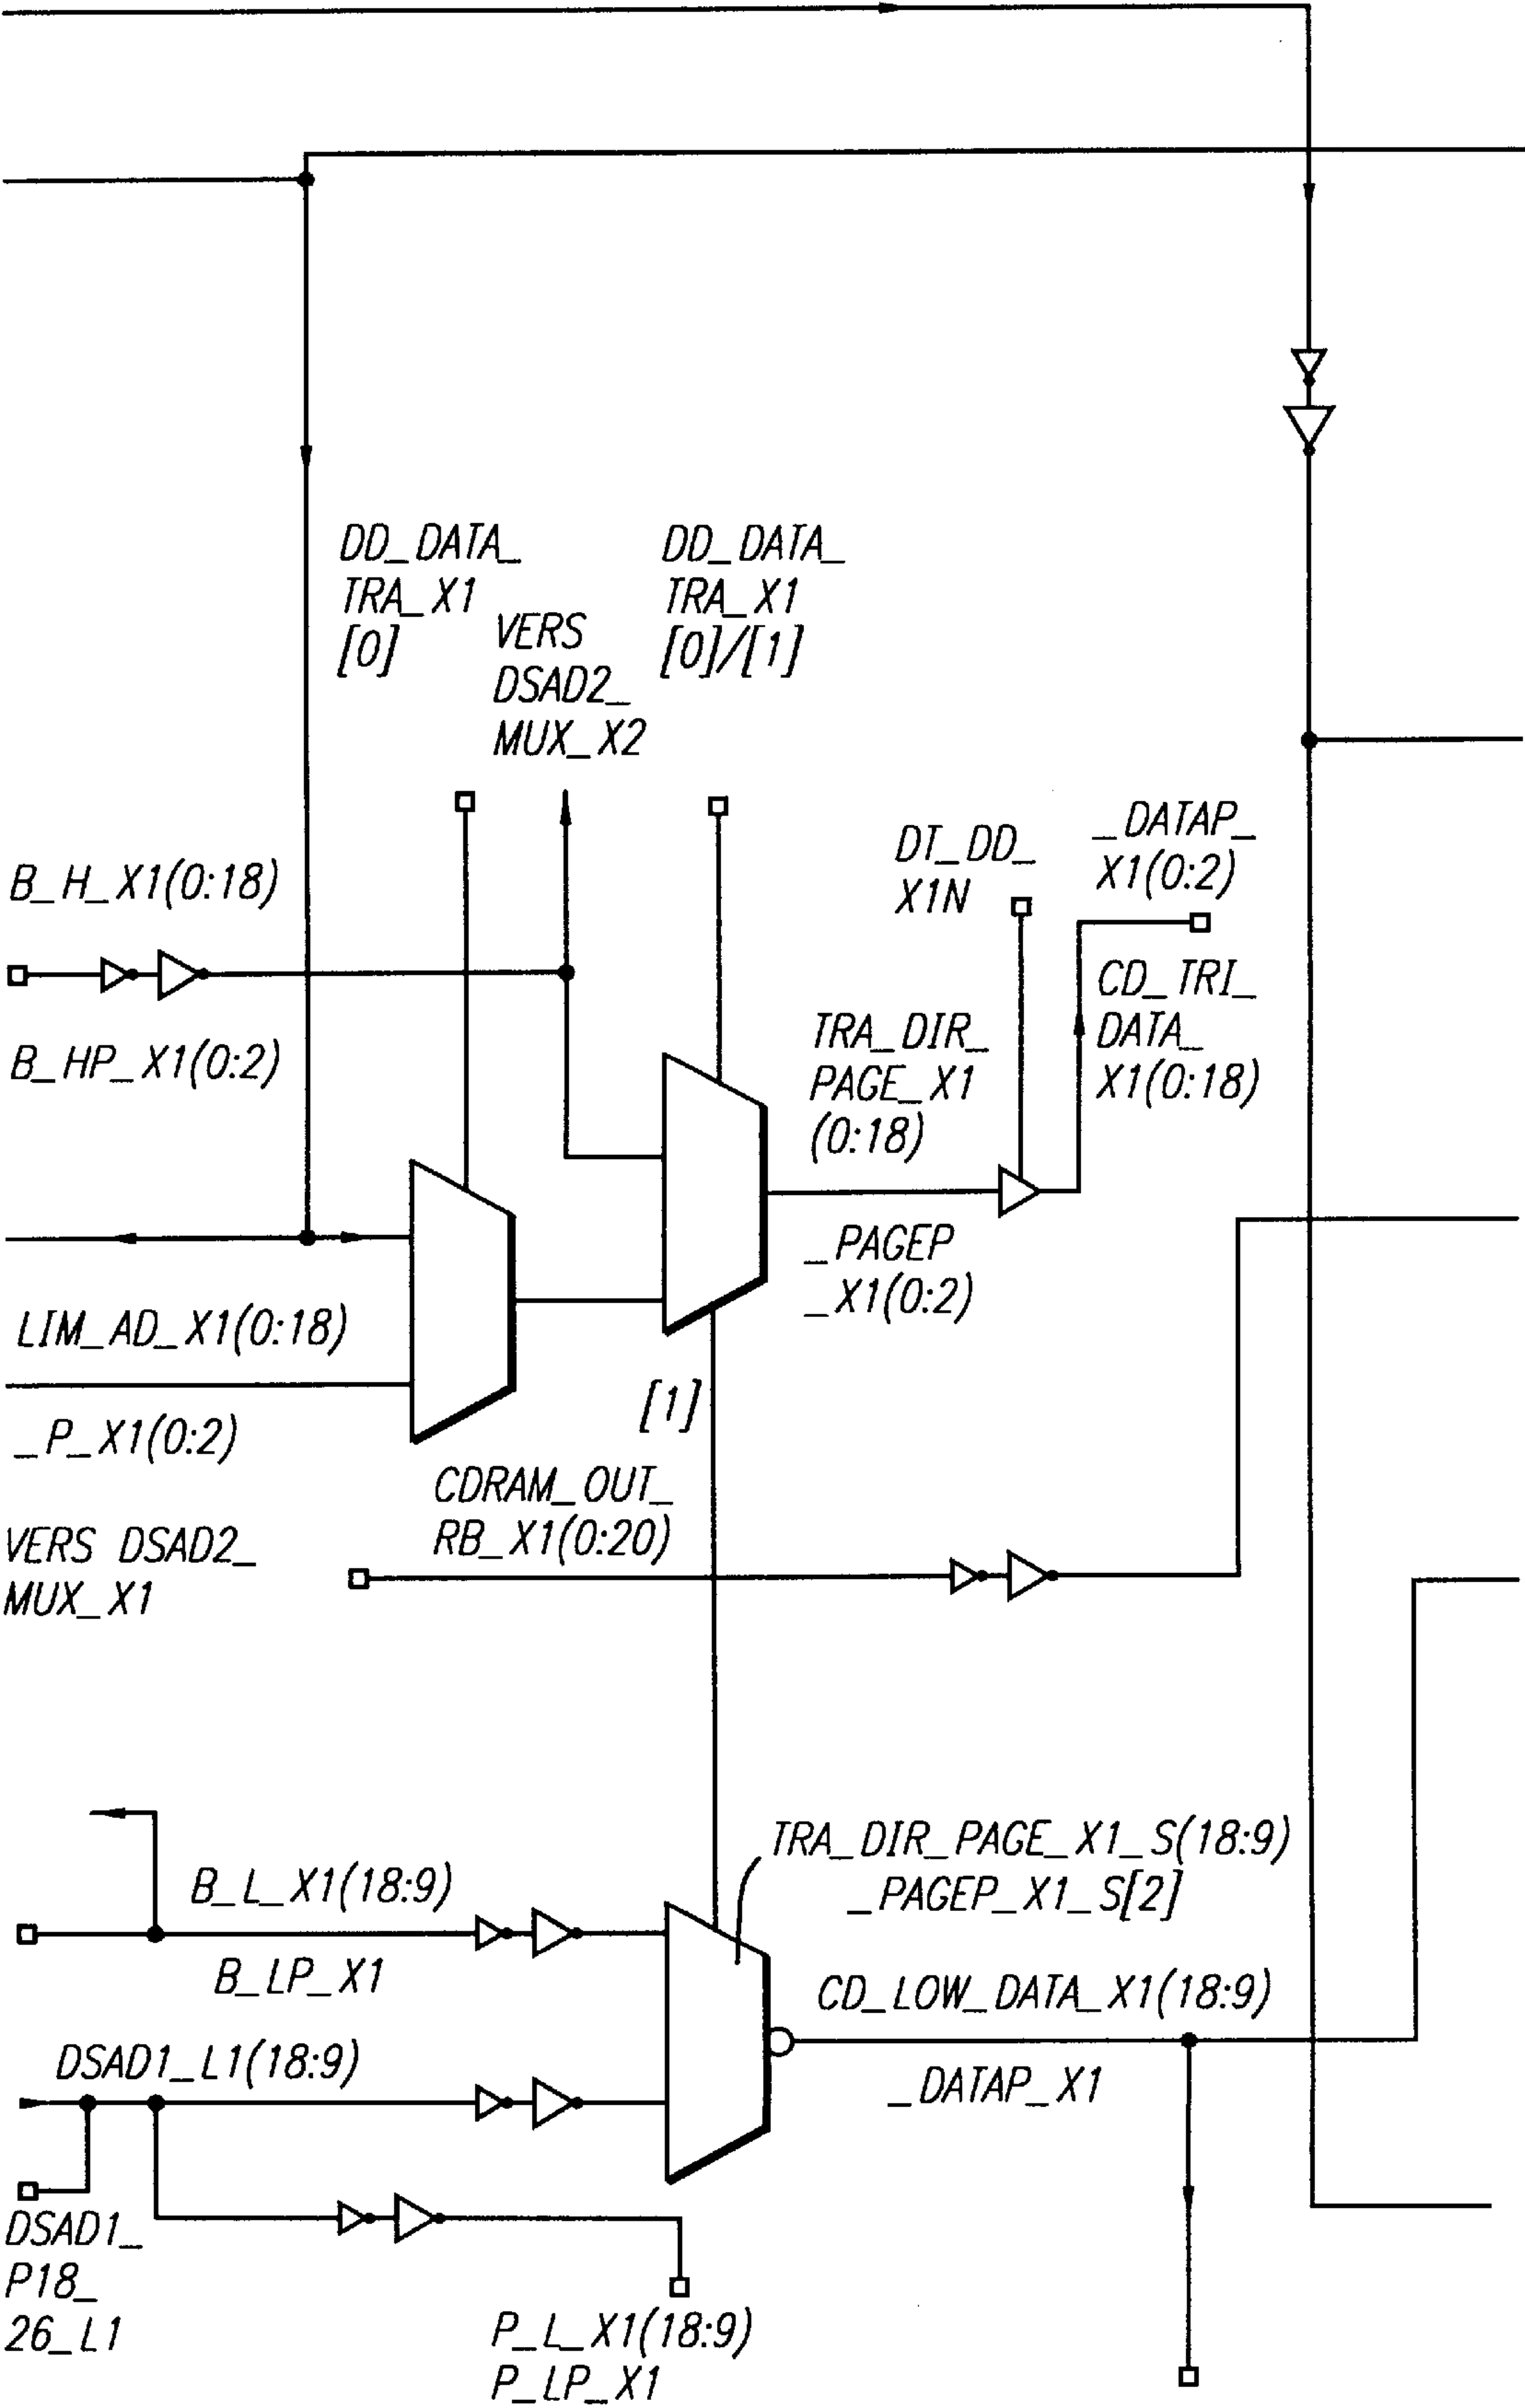 DD_DATA_
TRA_X1
[0]
VERS
DSAD2_
MUX_X2
DD_DATA_
TRA_X1
[0]/[1]
B_H_X1(0:18)
B_HP_X1(0:2)
DT_DD_
X1N
_DATAP_
X1(0:2)
CD_TRI_
DATA_
X1(0:18)
TRA_DIR_
PAGE_X1
(0:18)
_PAGEP
_X1(0:2)
LIM_AD_X1(0:18)
_P_X1(0:2)
[1]
CDRAM_OUT_
RB_X1(0:20)
VERS DSAD2_
MUX_X1
TRA_DIR_PAGE_X1_S(18:9)
_PAGEP_X1_S[2]
B_L_X1(18:9)
B_LP_X1
CD_LOW_DATA_X1(18:9)
_DATAP_X1
DSAD1_L1(18:9)
DSAD1_
P18_
26_L1
P_L_X1(18:9)
P_LP_X1